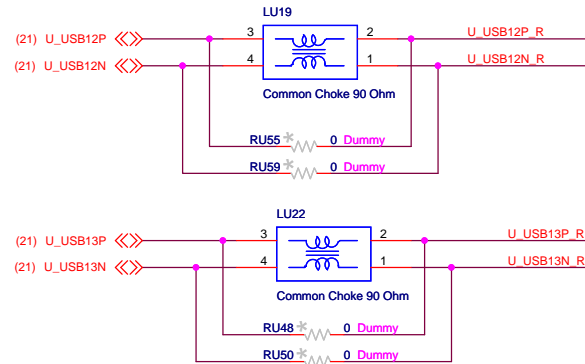 LU19
(21) U_USB12P 3 2 U_USB12P_R
(21) U_USB12N 4 1 U_USB12N_R
Common Choke 90 Ohm
RU55 * 0 Dummy
RU59 * 0 Dummy
LU22
(21) U_USB13P 3 2 U_USB13P_R
(21) U_USB13N 4 1 U_USB13N_R
Common Choke 90 Ohm
RU48 * 0 Dummy
RU50 * 0 Dummy